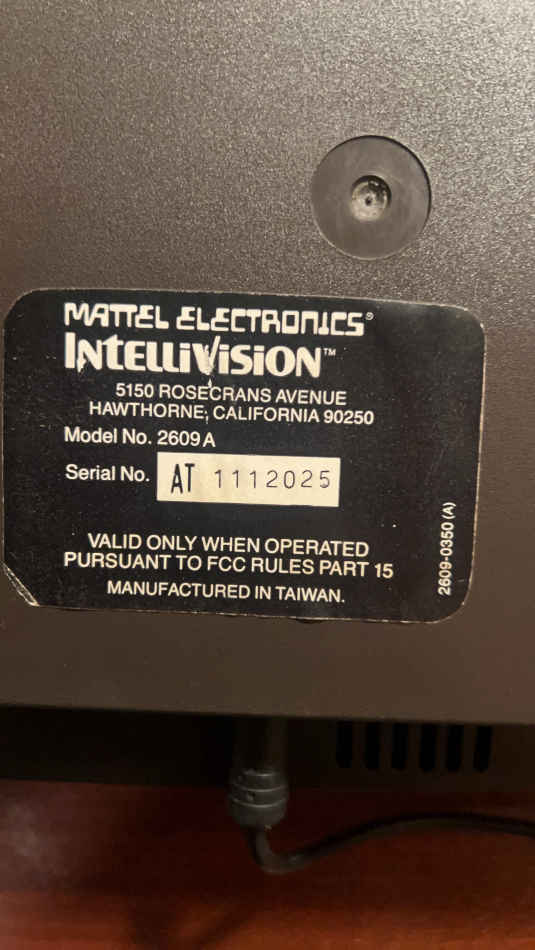 MATTEL ELECTRONICS®
INTELLIVISION™
5150 ROSECRANS AVENUE
HAWTHORNE, CALIFORNIA 90250
Model No. 2609 A
Serial No. AT 1112025
VALID ONLY WHEN OPERATED
PURSUANT TO FCC RULES PART 15
MANUFACTURED IN TAIWAN.
2609-0350 (A)